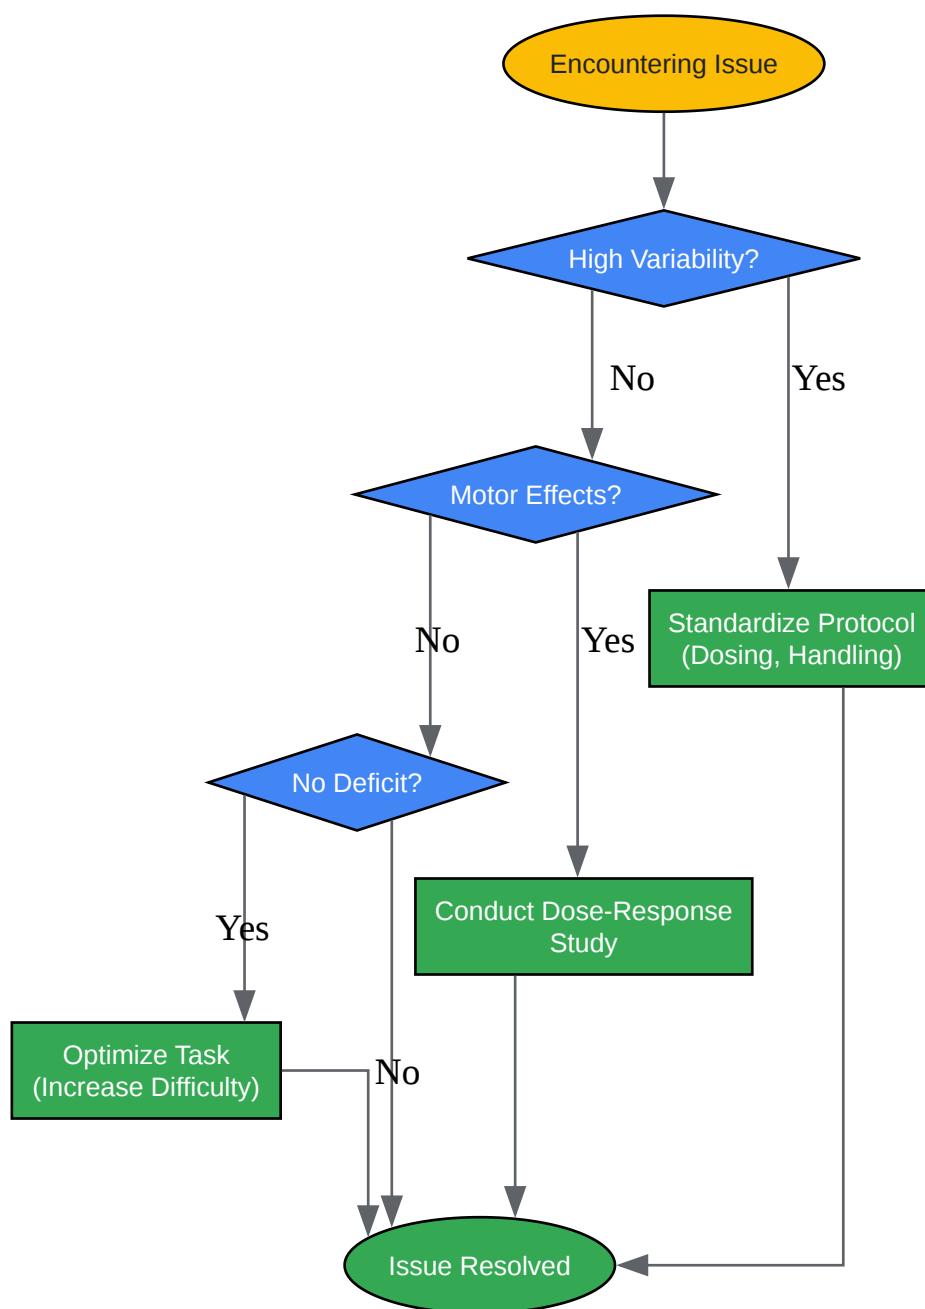 Encountering Issue
High Variability?
No
Yes
Motor Effects?
Standardize Protocol
(Dosing, Handling)
No
Yes
No Deficit?
Conduct Dose-Response
Study
Yes
Optimize Task
(Increase Difficulty)
No
Issue Resolved